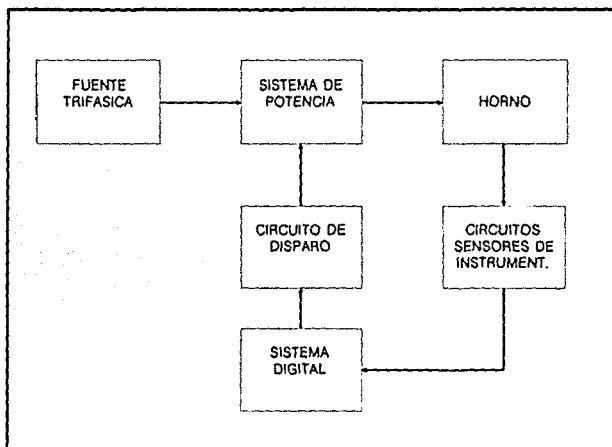 FUENTE
TRIFASICA
SISTEMA DE
POTENCIA
HORNO
CIRCUITO DE
DISPARO
CIRCUITOS
SENSORES DE
INSTRUMENT.
SISTEMA
DIGITAL